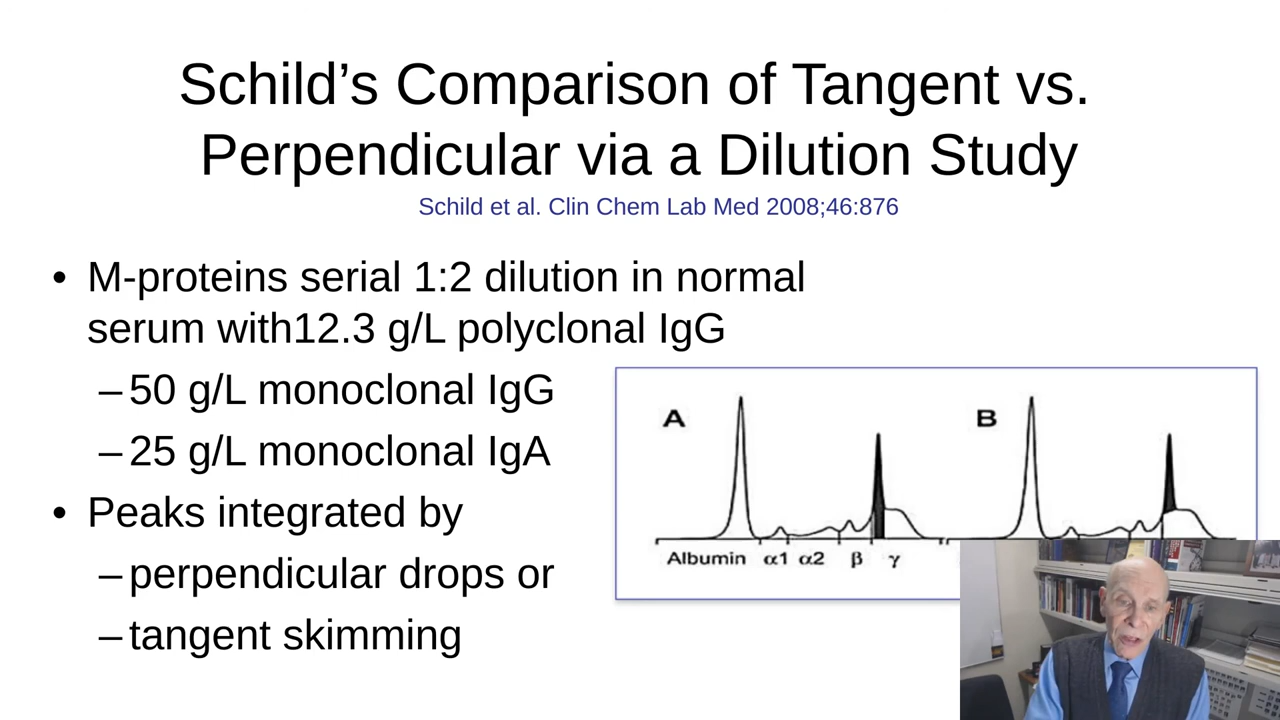 Schild’s Comparison of Tangent vs.
Perpendicular via a Dilution Study
Schild et al. Clin Chem Lab Med 2008;46:876
• M-proteins serial 1:2 dilution in normal
serum with12.3 g/L polyclonal IgG
– 50 g/L monoclonal IgG
– 25 g/L monoclonal IgA
• Peaks integrated by
– perpendicular drops or
– tangent skimming
A
B
Albumin α1 α2 β γ